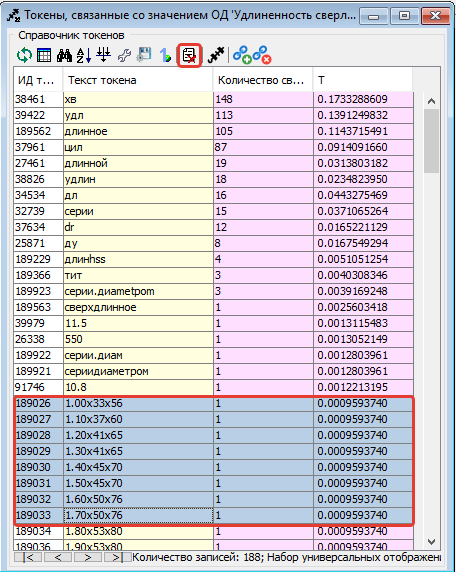 Токены, связанные со значением ОД 'Удлиненность сверл...
Справочник токенов
ИД т... Текст токена Количество св... T
38461 хв 148 0.1733288609
39422 удл 113 0.1391249832
189562 длинное 105 0.1143715491
37961 цил 87 0.0914091660
27461 длинной 19 0.0313803182
38826 удлин 18 0.0234823950
34534 дл 16 0.0443275469
32739 серии 15 0.0371065264
37634 dr 12 0.0165221129
25871 ду 8 0.0167549294
189229 длинhss 4 0.0051051254
189366 тит 3 0.0040308346
189923 серии.диаметром 3 0.0039169248
189563 сверхдлинное 1 0.0025603418
39979 11.5 1 0.0013115483
26338 550 1 0.0013052149
189922 серии.диам 1 0.0012803961
189921 сериидиаметром 1 0.0012803961
91746 10.8 1 0.0012213195
189026 1.00x33x56 1 0.0009593740
189027 1.10x37x60 1 0.0009593740
189028 1.20x41x65 1 0.0009593740
189029 1.30x41x65 1 0.0009593740
189030 1.40x45x70 1 0.0009593740
189031 1.50x45x70 1 0.0009593740
189032 1.60x50x76 1 0.0009593740
189033 1.70x50x76 1 0.0009593740
189034 1.80x53x80 1 0.0009593740
189036 1.90x53x80 1 0.0009593740
Количество записей: 188; Набор универсальных отображени